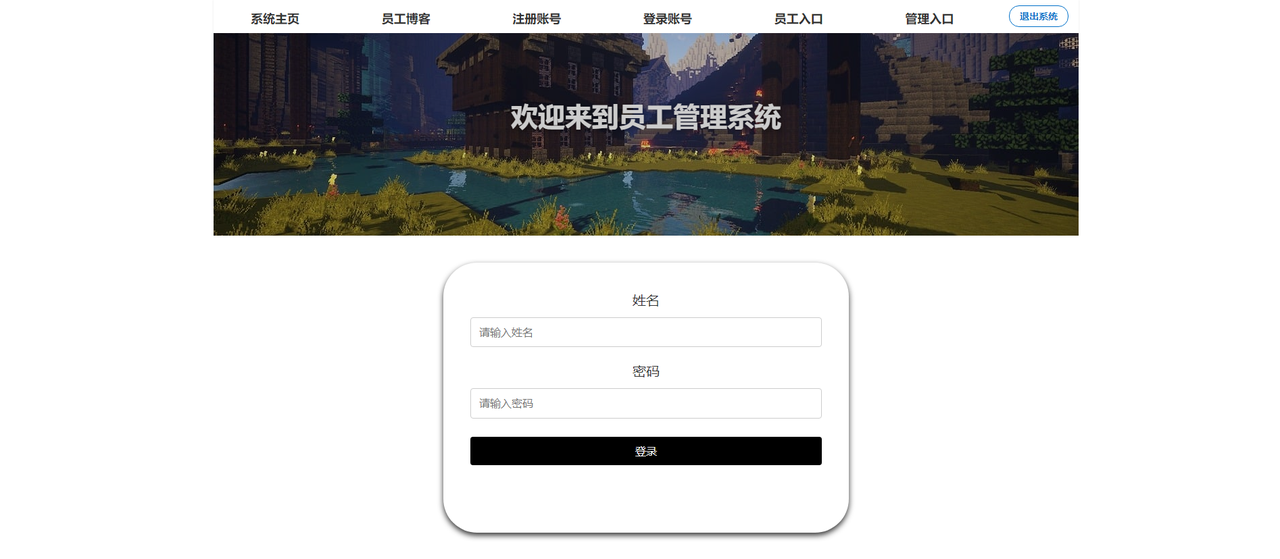 系统主页 员工博客 注册账号 登录账号 员工入口 管理入口 退出系统
欢迎来到员工管理系统
姓名
请输入姓名
密码
请输入密码
登录